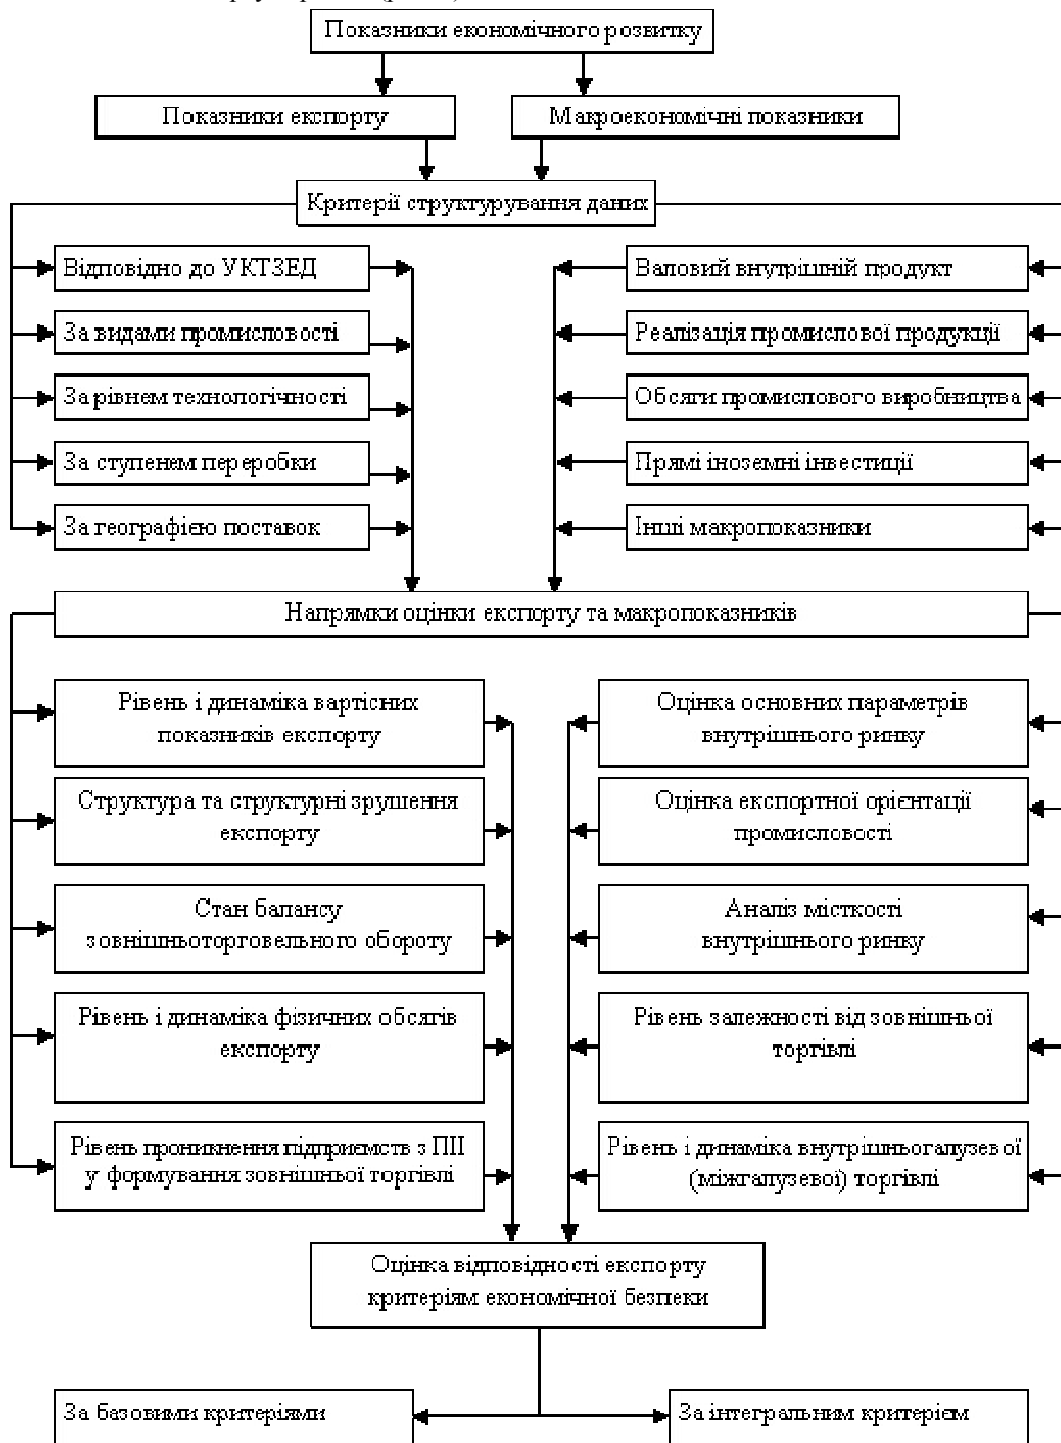 Показники економічного розвитку
Показники експорту
Макроекономічні показники
Критерії структурування даних
Відповідно до УКТЗЕД
Валовий внутрішній продукт
За видами промисловості
Реалізація промислової продукції
За рівнем технологічності
Обсяги промислового виробництва
За ступенем переробки
Прямі іноземні інвестиції
За географією поставок
Інші макропоказники
Напрямки оцінки експорту та макропоказників
Рівень і динаміка вартісних
показників експорту
Оцінка основних параметрів
внутрішнього ринку
Структура та структурні зрушення
експорту
Оцінка експортної орієнтації
промисловості
Стан балансу
зовнішньоторговельного обороту
Аналіз місткості
внутрішнього ринку
Рівень і динаміка фізичних обсягів
експорту
Рівень залежності від зовнішньої
торгівлі
Рівень проникнення підприємств з ПІІ
у формування зовнішньої торгівлі
Рівень і динаміка внутрішньогалузевої
(міжгалузевої) торгівлі
Оцінка відповідності експорту
критеріям економічної безпеки
За базовими критеріями
За інтегральним критерієм